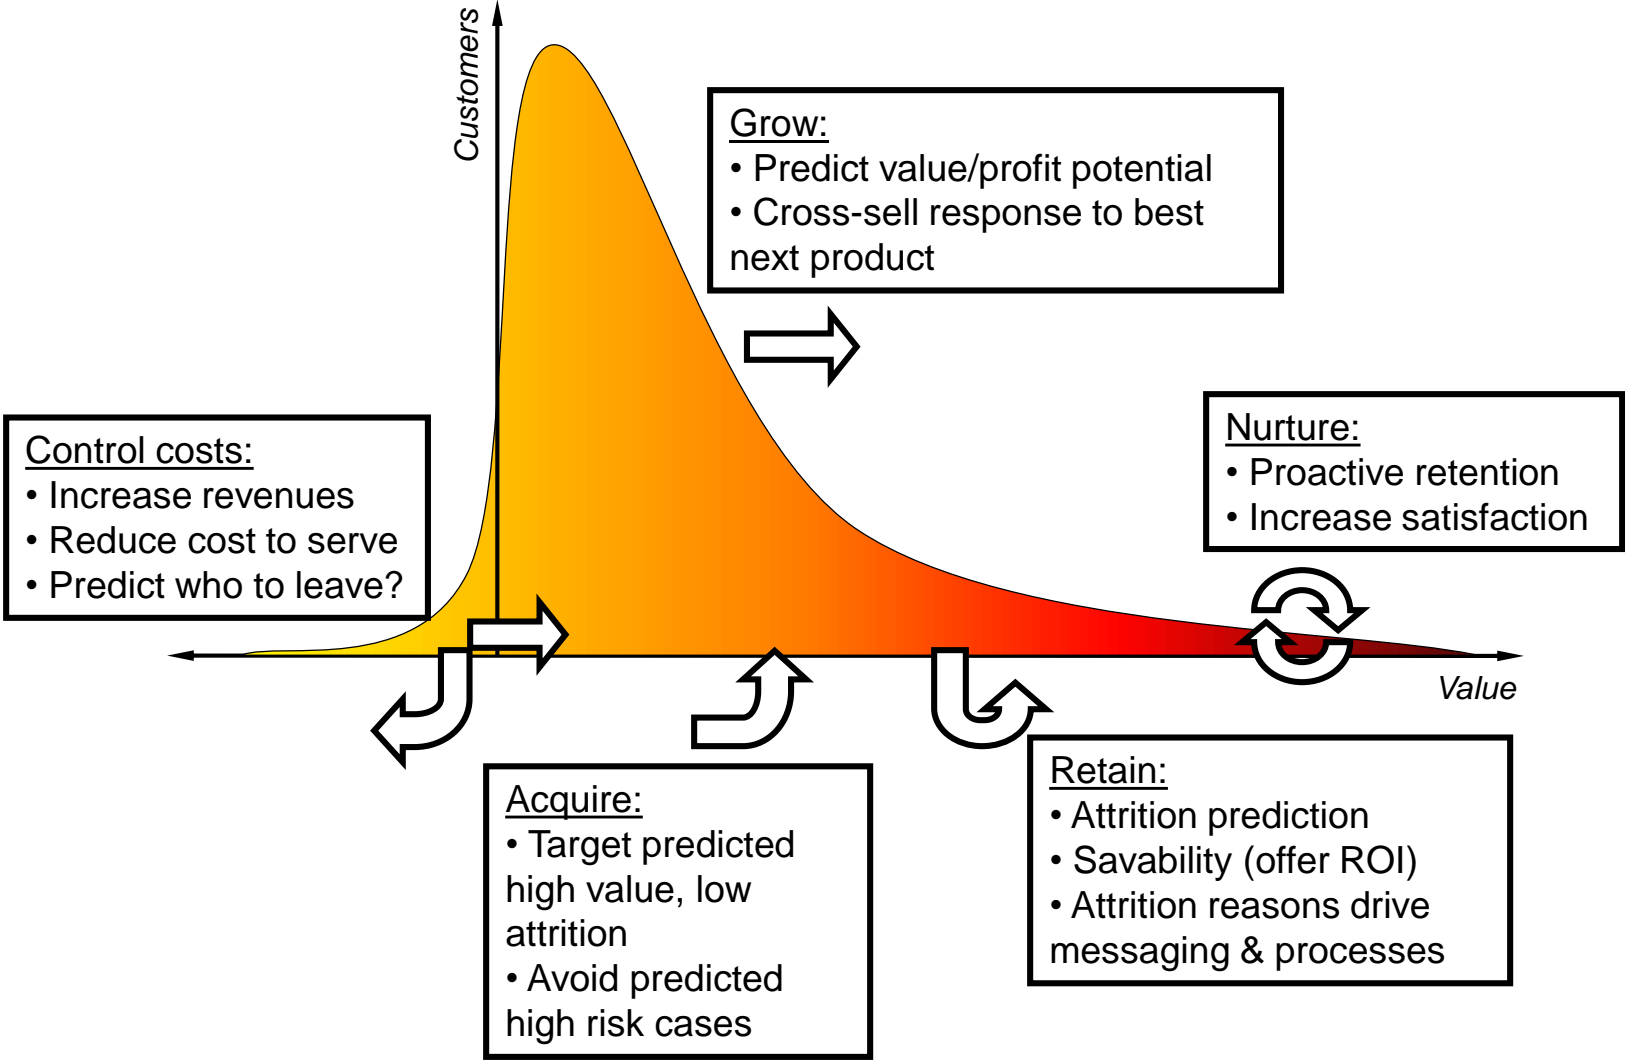 Customers
Grow:
• Predict value/profit potential
• Cross-sell response to best
next product
Control costs:
• Increase revenues
• Reduce cost to serve
• Predict who to leave?
Nurture:
• Proactive retention
• Increase satisfaction
Value
Acquire:
• Target predicted
high value, low
attrition
• Avoid predicted
high risk cases
Retain:
• Attrition prediction
• Savability (offer ROI)
• Attrition reasons drive
messaging & processes